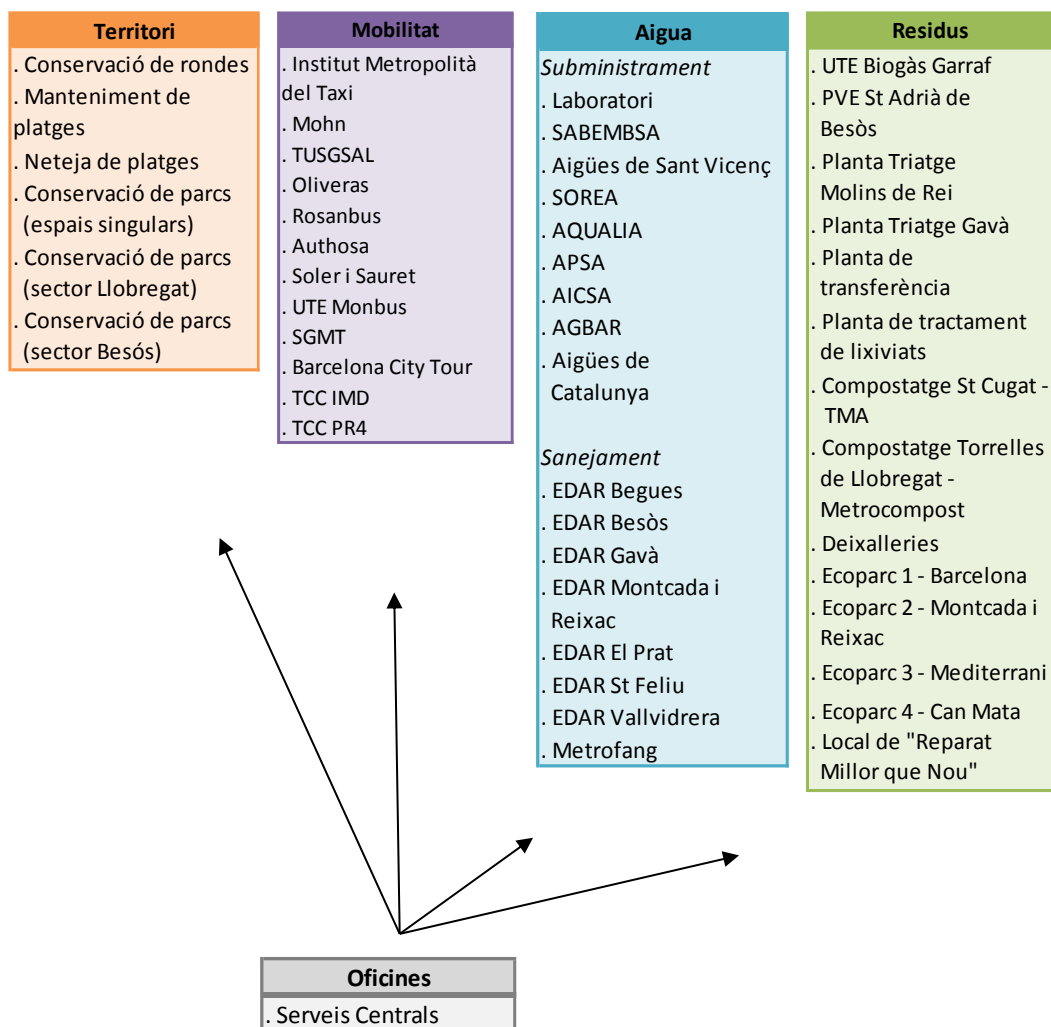 Territori
. Conservació de rondes
. Manteniment de
platges
. Neteja de platges
. Conservació de parcs
(espais singulars)
. Conservació de parcs
(sector Llobregat)
. Conservació de parcs
(sector Besós)
Mobilitat
. Institut Metropolità
del Taxi
. Mohn
. TUSGSAL
. Oliveras
. Rosanbus
. Authosa
. Soler i Sauret
. UTE Monbus
. SGMT
. Barcelona City Tour
. TCC IMD
. TCC PR4
Aigua
Subministrament
. Laboratori
. SABEMBSA
. Aigües de Sant Vicenç
. SOREA
. AQUALIA
. APSA
. AICSA
. AGBAR
. Aigües de
Catalunya
Sanejament
. EDAR Begues
. EDAR Besòs
. EDAR Gavà
. EDAR Montcada i
Reixac
. EDAR El Prat
. EDAR St Feliu
. EDAR Vallvidrera
. Metrofang
Residus
. UTE Biogàs Garraf
. PVE St Adrià de
Besòs
. Planta Triatge
Molins de Rei
. Planta Triatge Gavà
. Planta de
transferència
. Planta de tractament
de lixiviats
. Compostatge St Cugat -
TMA
. Compostatge Torrelles
de Llobregat -
Metrocompost
. Deixalleries
. Ecoparc 1 - Barcelona
. Ecoparc 2 - Montcada i
Reixac
. Ecoparc 3 - Mediterrani
. Ecoparc 4 - Can Mata
. Local de "Reparat
Millor que Nou"
Oficines
. Serveis Centrals